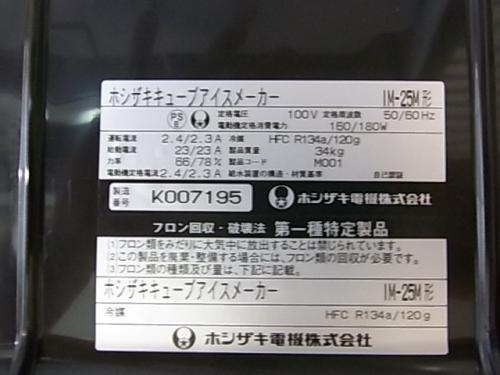 ホシザキキューブアイスメーカー IM-25M 形
PS E 定格電圧 100V 定格周波数 50/60Hz
電動機定格消費電力 160/180W
運転電流 2.4/2.3A 冷媒 HFC R134a/120g
始動電流 23/23A 製品質量 34kg
力率 66/78% 製品コード M001
電動機定格電流 2.4/2.3A 給水装置の構造・材質基準 自己認証
製造番号 K007195 ホシザキ電機株式会社
フロン回収・破壊法 第一種特定製品
(1)フロン類をみだりに大気中に放出することは禁じられています。
(2)この製品を廃棄・整備する場合には、フロン類の回収が必要です。
(3)フロン類の種類及び量は、下記に記載。
ホシザキキューブアイスメーカー IM-25M 形
冷媒 HFC R134a/120g
ホシザキ電機株式会社